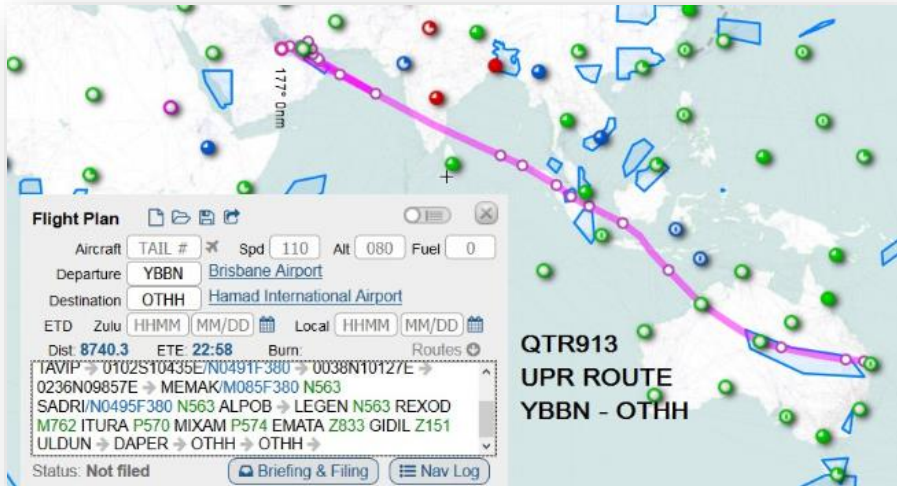 177° 0nm
Flight Plan
Aircraft TAIL # Spd 110 Alt 080 Fuel 0
Departure YBBN Brisbane Airport
Destination OTHH Hamad International Airport
ETD Zulu HHMM MM/DD Local HHMM MM/DD
Dist: 8740.3 ETE: 22:58 Burn: Routes
TAVIP → 0102S10435E/N0491F380 → 0038N10127E →
0236N09857E → MEMAK/M085F380 N563
SADRI/N0495F380 N563 ALPOB → LEGEN N563 REXOD
M762 ITURA P570 MIXAM P574 EMATA Z833 GIDIL Z151
ULDUN → DAPER → OTHH → OTHH →
Status: Not filed Briefing & Filing Nav Log
QTR913
UPR ROUTE
YBBN - OTHH